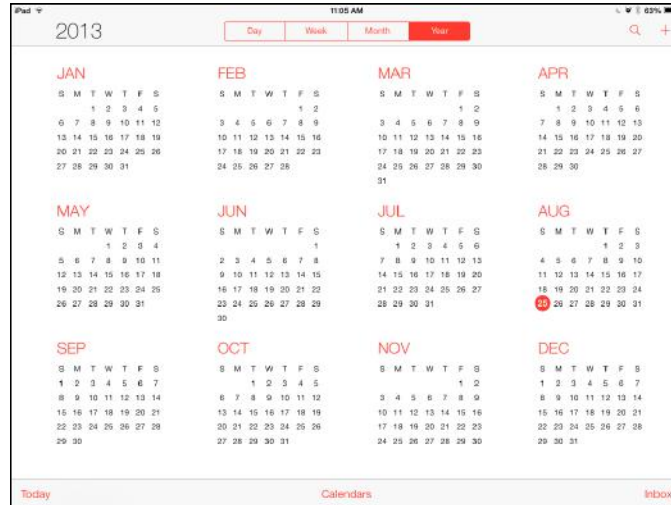 iPad 11:05 AM 63%
2013 Day Week Month Year +
JAN FEB MAR APR
S M T W T F S S M T W T F S S M T W T F S S M T W T F S
1 2 3 4 5 1 2 1 2 1 2 3 4 5 6
6 7 8 9 10 11 12 3 4 5 6 7 8 9 3 4 5 6 7 8 9 7 8 9 10 11 12 13
13 14 15 16 17 18 19 10 11 12 13 14 15 16 10 11 12 13 14 15 16 14 15 16 17 18 19 20
20 21 22 23 24 25 26 17 18 19 20 21 22 23 17 18 19 20 21 22 23 21 22 23 24 25 26 27
27 28 29 30 31 24 25 26 27 28 24 25 26 27 28 29 30 28 29 30
31
MAY JUN JUL AUG
S M T W T F S S M T W T F S S M T W T F S S M T W T F S
1 2 3 4 1 1 2 3 4 5 6 1 2 3
5 6 7 8 9 10 11 2 3 4 5 6 7 8 7 8 9 10 11 12 13 4 5 6 7 8 9 10
12 13 14 15 16 17 18 9 10 11 12 13 14 15 14 15 16 17 18 19 20 11 12 13 14 15 16 17
19 20 21 22 23 24 25 16 17 18 19 20 21 22 21 22 23 24 25 26 27 18 19 20 21 22 23 24
26 27 28 29 30 31 23 24 25 26 27 28 29 28 29 30 31 25 26 27 28 29 30 31
30
SEP OCT NOV DEC
S M T W T F S S M T W T F S S M T W T F S S M T W T F S
1 2 3 4 5 6 7 1 2 3 4 5 1 2 1 2 3 4 5 6 7
8 9 10 11 12 13 14 6 7 8 9 10 11 12 3 4 5 6 7 8 9 8 9 10 11 12 13 14
15 16 17 18 19 20 21 13 14 15 16 17 18 19 10 11 12 13 14 15 16 15 16 17 18 19 20 21
22 23 24 25 26 27 28 20 21 22 23 24 25 26 17 18 19 20 21 22 23 22 23 24 25 26 27 28
29 30 27 28 29 30 31 24 25 26 27 28 29 30 29 30 31
Today Calendars Inbox